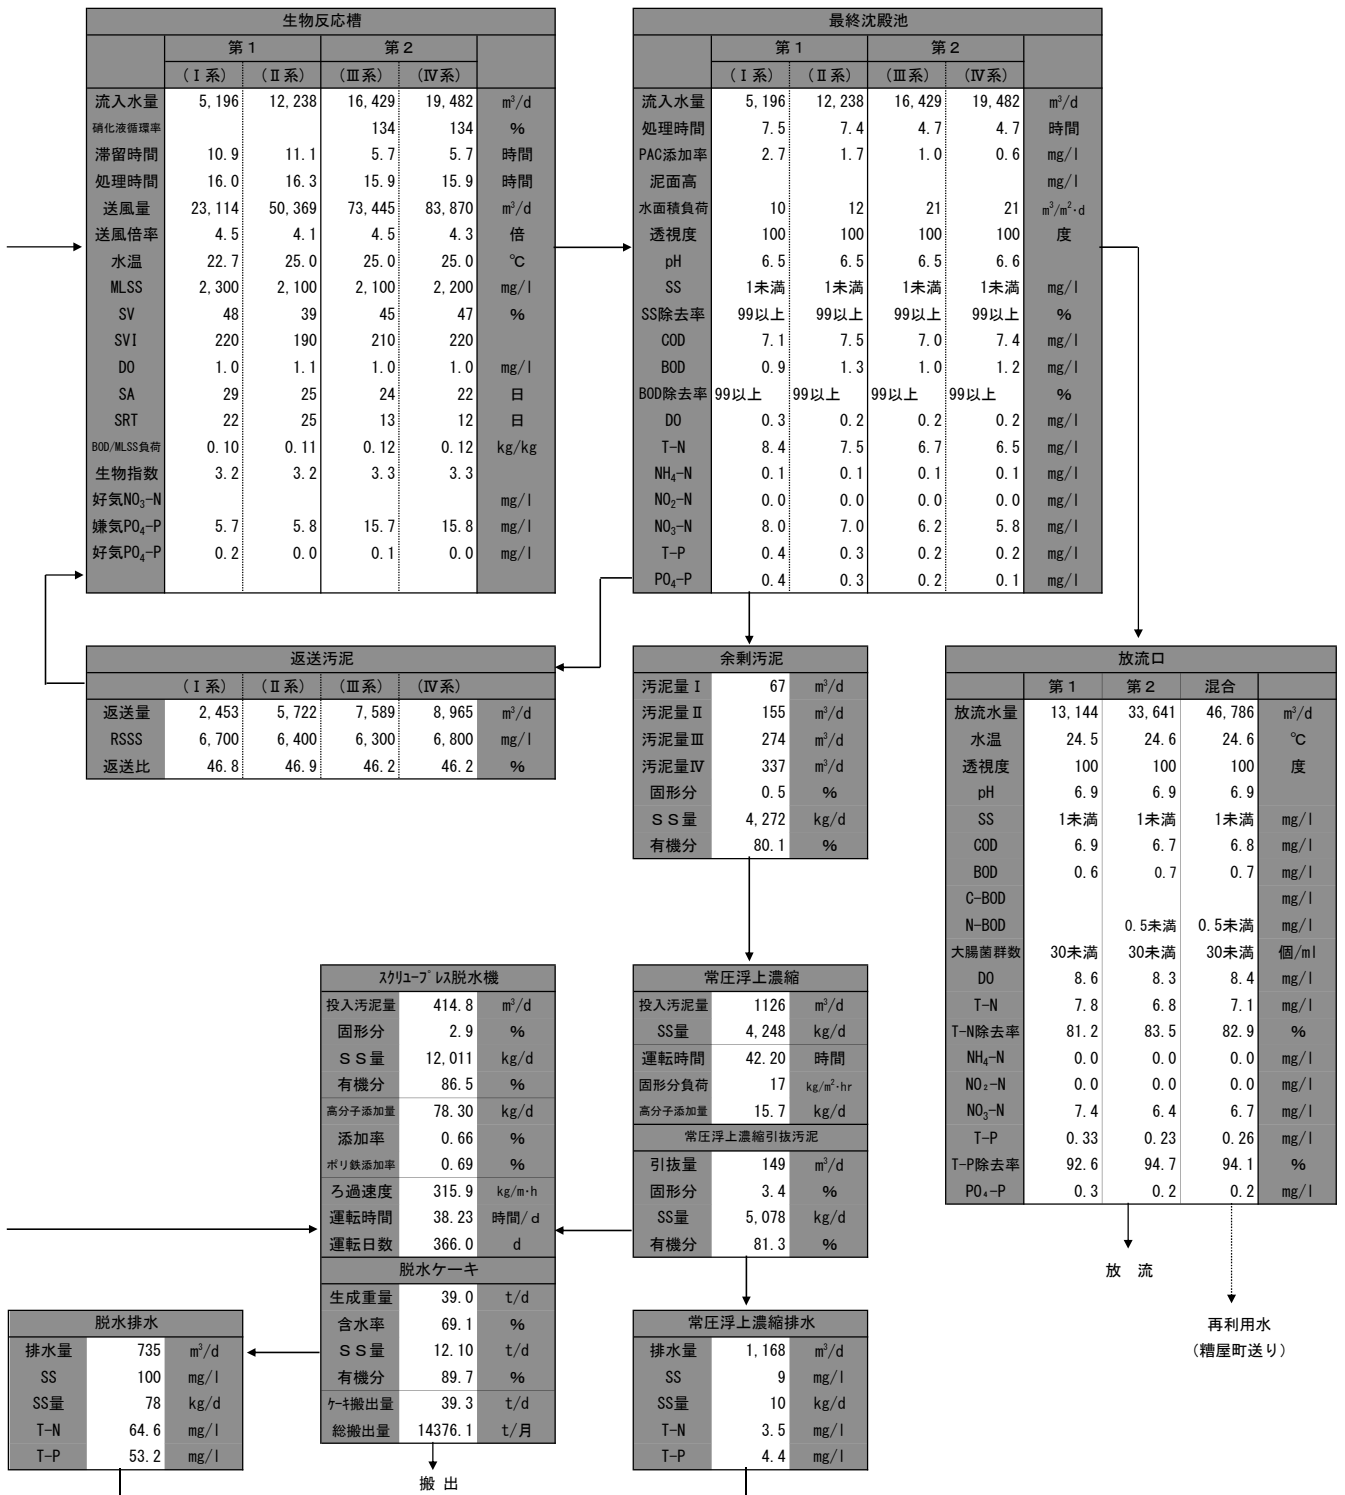 生物反応槽
第１ 第２
(Ⅰ系) (Ⅱ系) (Ⅲ系) (Ⅳ系)
流入水量 5,196 12,238 16,429 19,482 m³/d
硝化液循環率 134 134 %
滞留時間 10.9 11.1 5.7 5.7 時間
処理時間 16.0 16.3 15.9 15.9 時間
送風量 23,114 50,369 73,445 83,870 m³/d
送風倍率 4.5 4.1 4.5 4.3 倍
水温 22.7 25.0 25.0 25.0 ℃
MLSS 2,300 2,100 2,100 2,200 mg/l
SV 48 39 45 47 %
SVI 220 190 210 220
DO 1.0 1.1 1.0 1.0 mg/l
SA 29 25 24 22 日
SRT 22 25 13 12 日
BOD/MLSS負荷 0.10 0.11 0.12 0.12 kg/kg
生物指数 3.2 3.2 3.3 3.3
好気NO₃-N mg/l
嫌気PO₄-P 5.7 5.8 15.7 15.8 mg/l
好気PO₄-P 0.2 0.0 0.1 0.0 mg/l
最終沈殿池
第１ 第２
(Ⅰ系) (Ⅱ系) (Ⅲ系) (Ⅳ系)
流入水量 5,196 12,238 16,429 19,482 m³/d
処理時間 7.5 7.4 4.7 4.7 時間
PAC添加率 2.7 1.7 1.0 0.6 mg/l
泥面高 mg/l
水面積負荷 10 12 21 21 m³/m²·d
透視度 100 100 100 100 度
pH 6.5 6.5 6.5 6.6
SS 1未満 1未満 1未満 1未満 mg/l
SS除去率 99以上 99以上 99以上 99以上 %
COD 7.1 7.5 7.0 7.4 mg/l
BOD 0.9 1.3 1.0 1.2 mg/l
BOD除去率 99以上 99以上 99以上 99以上 %
DO 0.3 0.2 0.2 0.2 mg/l
T-N 8.4 7.5 6.7 6.5 mg/l
NH₄-N 0.1 0.1 0.1 0.1 mg/l
NO₂-N 0.0 0.0 0.0 0.0 mg/l
NO₃-N 8.0 7.0 6.2 5.8 mg/l
T-P 0.4 0.3 0.2 0.2 mg/l
PO₄-P 0.4 0.3 0.2 0.1 mg/l
返送汚泥
(Ⅰ系) (Ⅱ系) (Ⅲ系) (Ⅳ系)
返送量 2,453 5,722 7,589 8,965 m³/d
RSSS 6,700 6,400 6,300 6,800 mg/l
返送比 46.8 46.9 46.2 46.2 %
余剰汚泥
汚泥量Ⅰ 67 m³/d
汚泥量Ⅱ 155 m³/d
汚泥量Ⅲ 274 m³/d
汚泥量Ⅳ 337 m³/d
固形分 0.5 %
ＳＳ量 4,272 kg/d
有機分 80.1 %
放流口
第１ 第２ 混合
放流水量 13,144 33,641 46,786 m³/d
水温 24.5 24.6 24.6 ℃
透視度 100 100 100 度
pH 6.9 6.9 6.9
SS 1未満 1未満 1未満 mg/l
COD 6.9 6.7 6.8 mg/l
BOD 0.6 0.7 0.7 mg/l
C-BOD mg/l
N-BOD 0.5未満 0.5未満 mg/l
大腸菌群数 30未満 30未満 30未満 個/ml
DO 8.6 8.3 8.4 mg/l
T-N 7.8 6.8 7.1 mg/l
T-N除去率 81.2 83.5 82.9 %
NH₄-N 0.0 0.0 0.0 mg/l
NO₂-N 0.0 0.0 0.0 mg/l
NO₃-N 7.4 6.4 6.7 mg/l
T-P 0.33 0.23 0.26 mg/l
T-P除去率 92.6 94.7 94.1 %
PO₄-P 0.3 0.2 0.2 mg/l
放 流
再利用水
(糟屋町送り)
ｽｸﾘｭｰﾌﾟﾚｽ脱水機
投入汚泥量 414.8 m³/d
固形分 2.9 %
ＳＳ量 12,011 kg/d
有機分 86.5 %
高分子添加量 78.30 kg/d
添加率 0.66 %
ポリ鉄添加率 0.69 %
ろ過速度 315.9 kg/m·h
運転時間 38.23 時間/ｄ
運転日数 366.0 d
脱水ケーキ
生成重量 39.0 t/d
含水率 69.1 %
ＳＳ量 12.10 t/d
有機分 89.7 %
ｹｰｷ搬出量 39.3 t/d
総搬出量 14376.1 t/月
搬 出
常圧浮上濃縮
投入汚泥量 1126 m³/d
SS量 4,248 kg/d
運転時間 42.20 時間
固形分負荷 17 kg/m²·hr
高分子添加量 15.7 kg/d
常圧浮上濃縮引抜汚泥
引抜量 149 m³/d
固形分 3.4 %
SS量 5,078 kg/d
有機分 81.3 %
脱水排水
排水量 735 m³/d
SS 100 mg/l
SS量 78 kg/d
T-N 64.6 mg/l
T-P 53.2 mg/l
常圧浮上濃縮排水
排水量 1,168 m³/d
SS 9 mg/l
SS量 10 kg/d
T-N 3.5 mg/l
T-P 4.4 mg/l